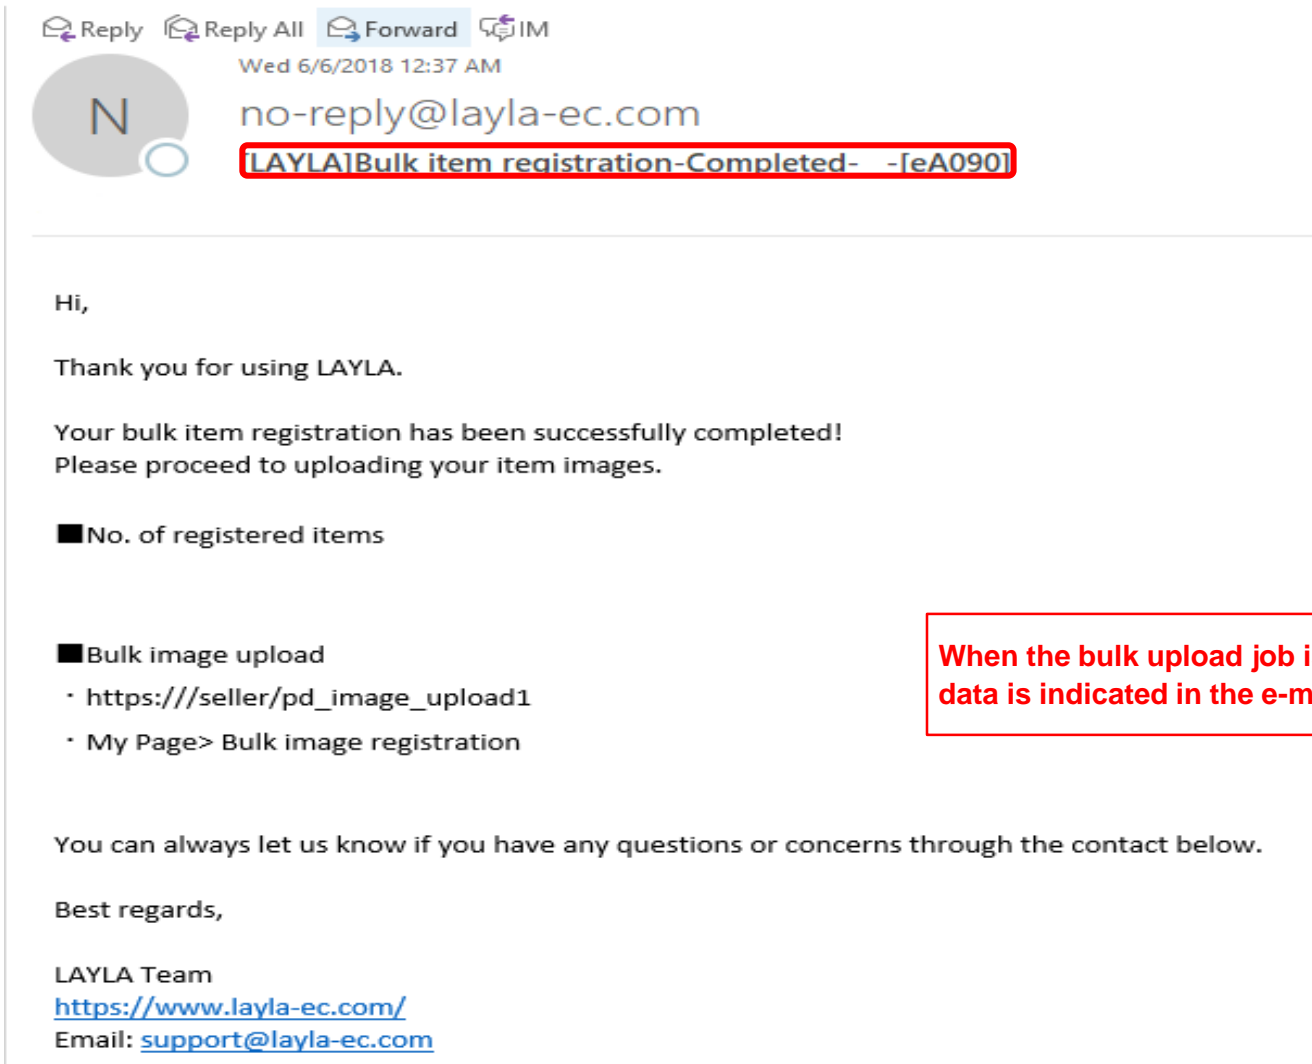 Reply Reply All Forward IM
Wed 6/6/2018 12:37 AM
N
no-reply@layla-ec.com
[LAYLA]Bulk item registration-Completed- -[eA090]
Hi,
Thank you for using LAYLA.
Your bulk item registration has been successfully completed!
Please proceed to uploading your item images.
■No. of registered items
■Bulk image upload
・https:///seller/pd_image_upload1
・My Page> Bulk image registration
When the bulk upload job i
data is indicated in the e-m
You can always let us know if you have any questions or concerns through the contact below.
Best regards,
LAYLA Team
https://www.layla-ec.com/
Email: support@layla-ec.com